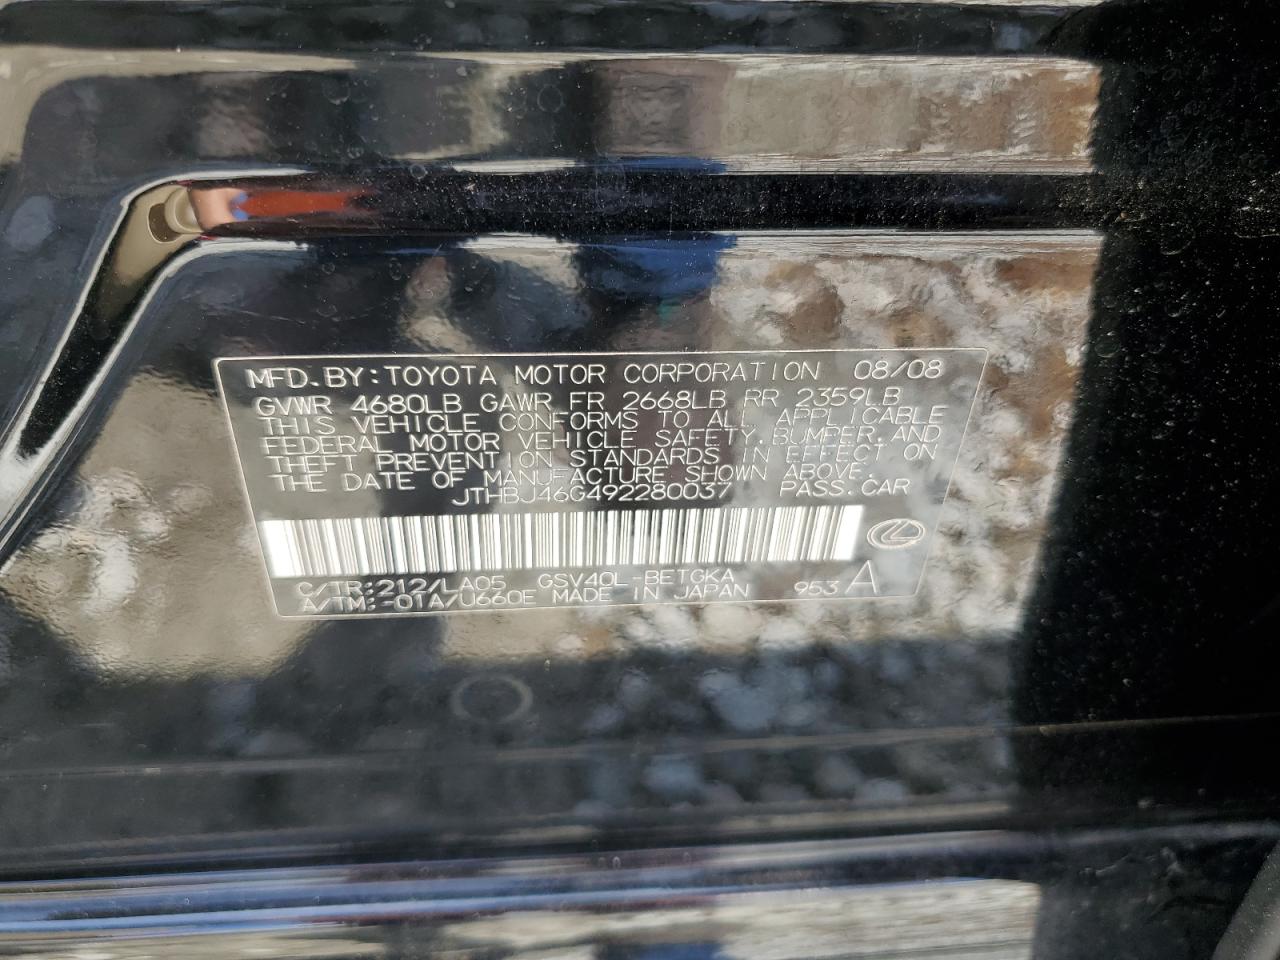 MFD.BY:TOYOTA MOTOR CORPORATION 08/08
GVWR 4680LB GAWR FR 2668LB RR 2359LB
THIS VEHICLE CONFORMS TO ALL APPLICABLE
FEDERAL MOTOR VEHICLE SAFETY,BUMPER,AND
THEFT PREVENTION STANDARDS IN EFFECT ON
THE DATE OF MANUFACTURE SHOWN ABOVE.
JTHBJ46G492280037 PASS.CAR
C/TR:212/LA05 GSV40L-BETGKA
A/TM:-01A/U660E MADE IN JAPAN 953 A